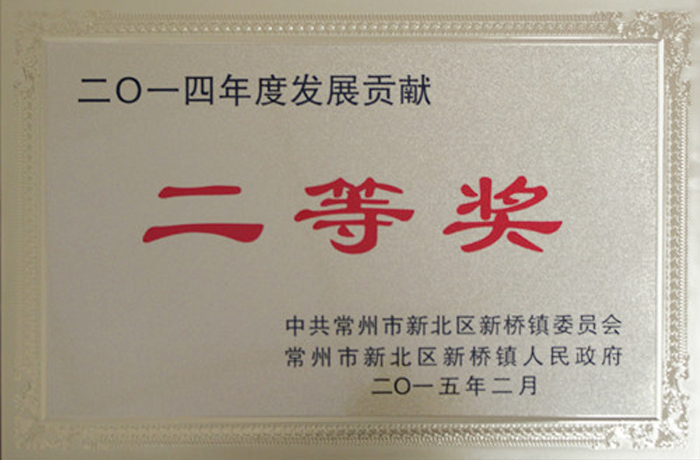 二〇一四年度发展贡献
二等奖
中共常州市新北区新桥镇委员会
常州市新北区新桥镇人民政府
二〇一五年二月